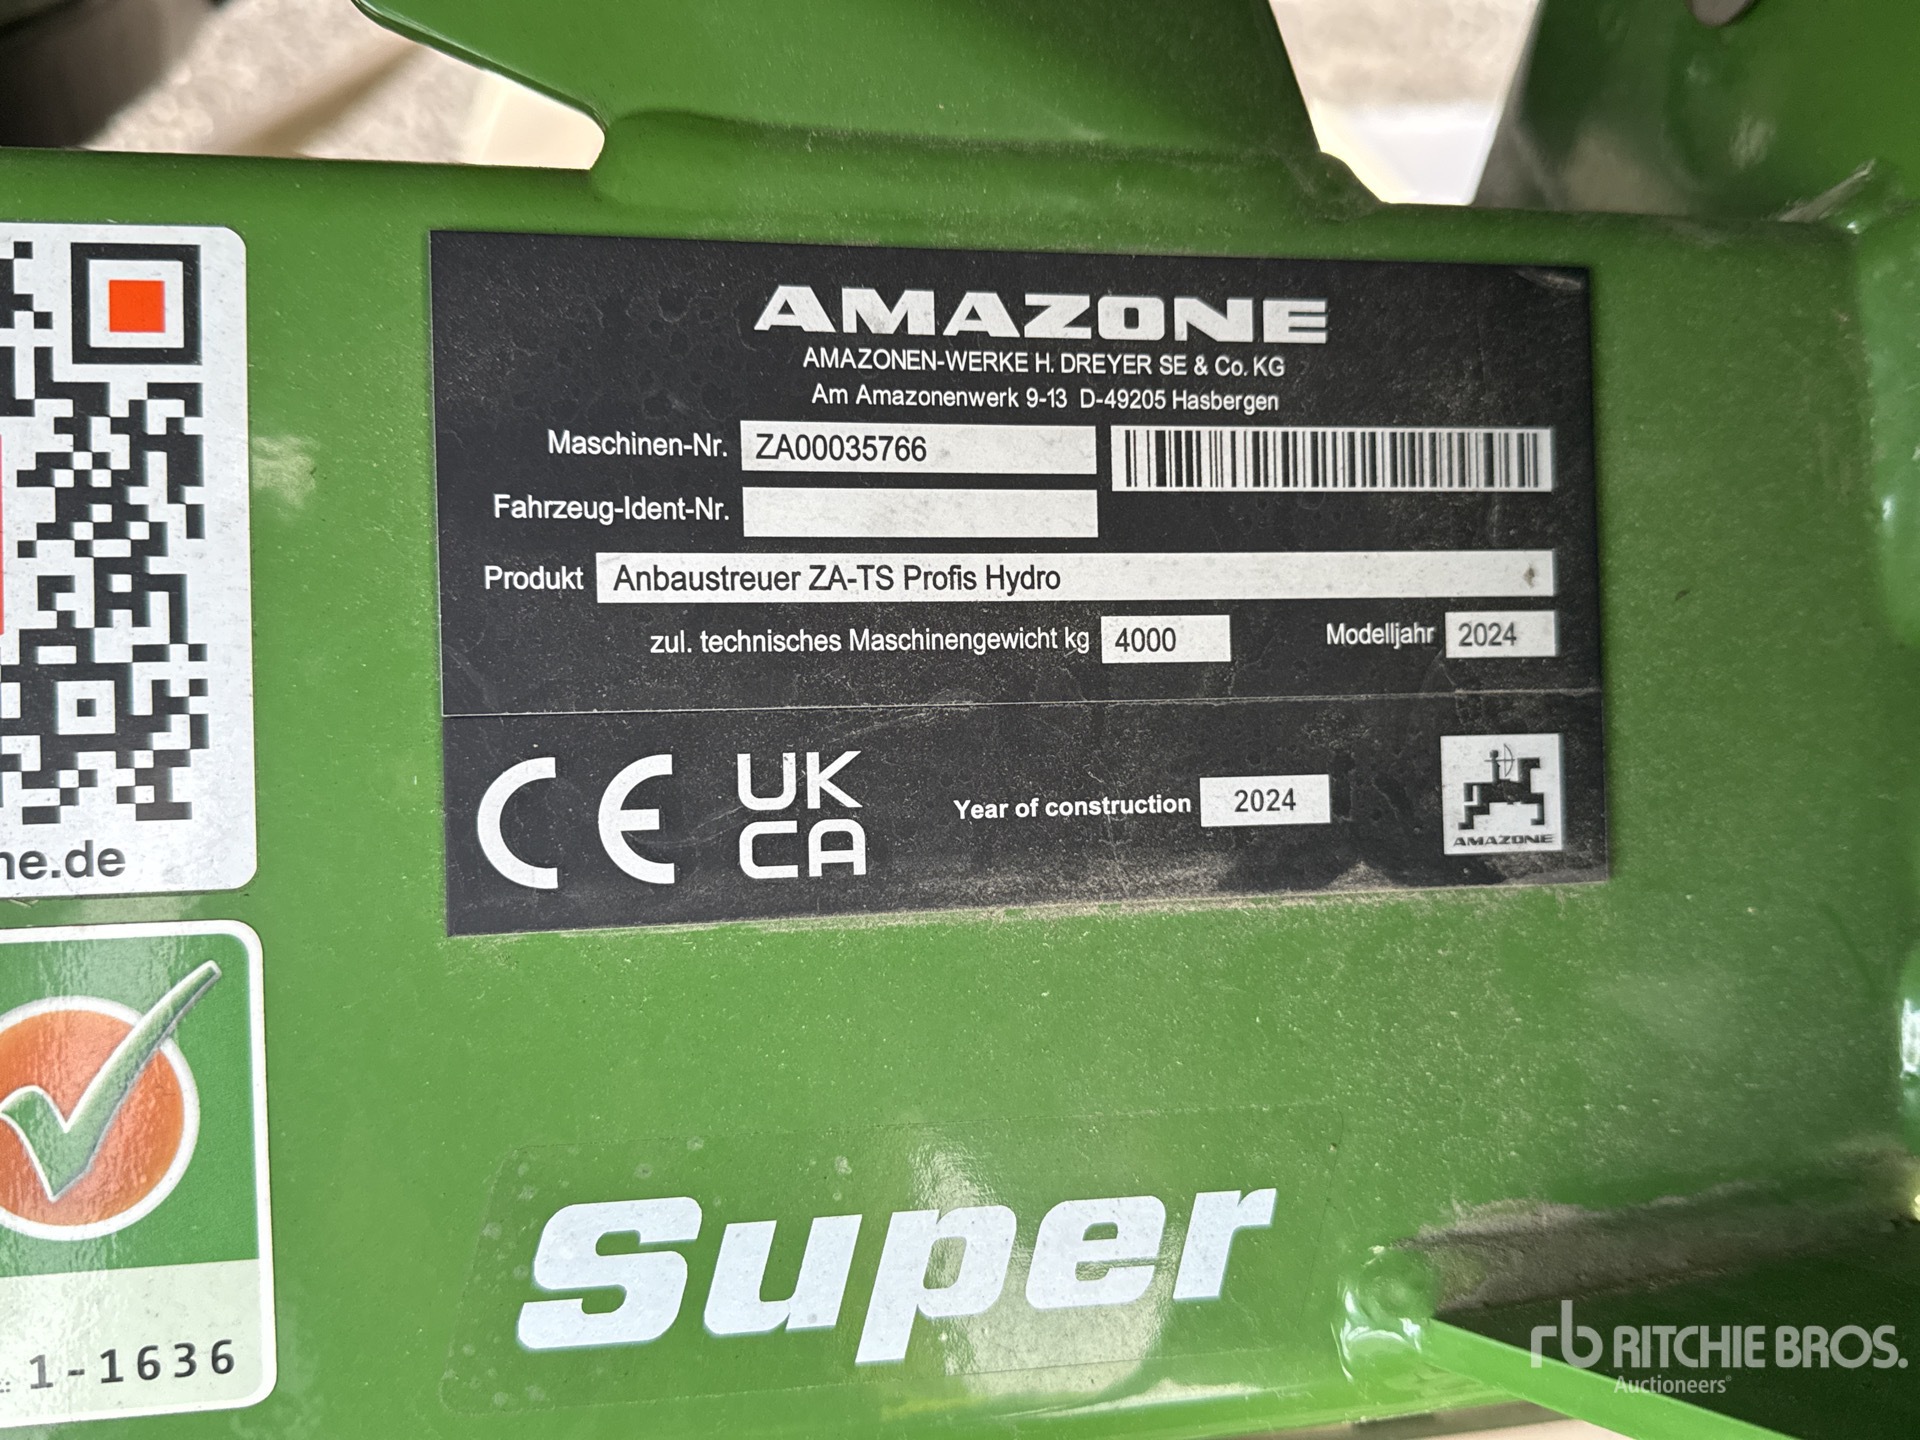 AMAZONE
AMAZONEN-WERKE H. DREYER SE & Co. KG
Am Amazonenwerk 9-13 D-49205 Hasbergen
Maschinen-Nr. ZA00035766
Fahrzeug-Ident-Nr.
Produkt Anbaustreuer ZA-TS Profis Hydro
zul. technisches Maschinengewicht kg 4000 Modelljahr 2024
CE UK
CA
Year of construction 2024
AMAZONE
ne.de
1-1636
Super
rb RITCHIE BROS.
Auctioneers